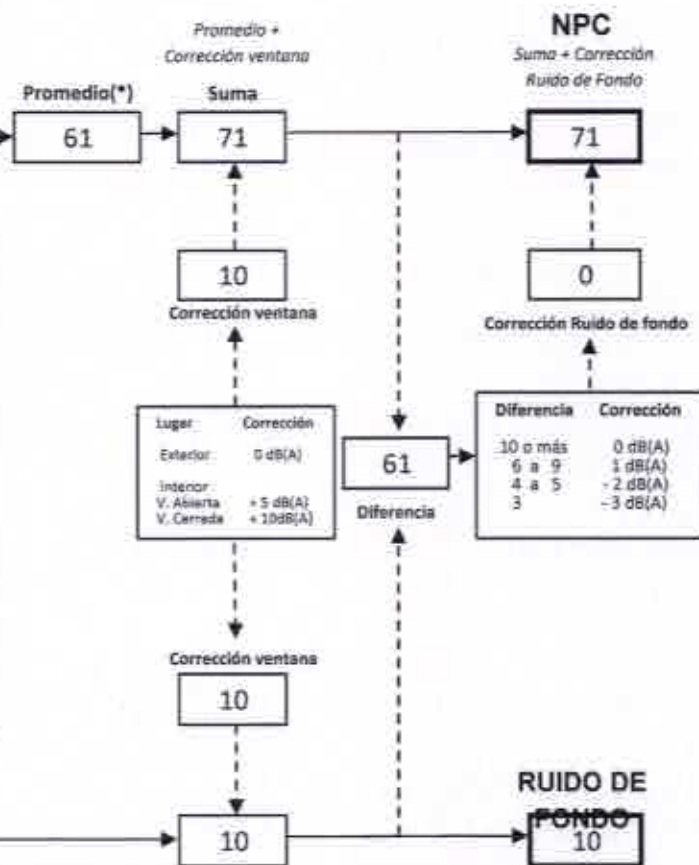 Promedio +
Corrección ventana
NPC
Suma + Corrección
Ruido de Fondo
Promedio(*)
Suma
61
71
71
10
Corrección ventana
0
Corrección Ruido de fondo
Lugar Corrección
Exterior 0 dB(A)
Interior
V. Abierta + 5 dB(A)
V. Cerrada + 10dB(A)
61
Diferencia
Diferencia Corrección
10 o más 0 dB(A)
6 a 9 1 dB(A)
4 a 5 - 2 dB(A)
3 -3 dB(A)
Corrección ventana
10
10
RUIDO DE
FONDO
10